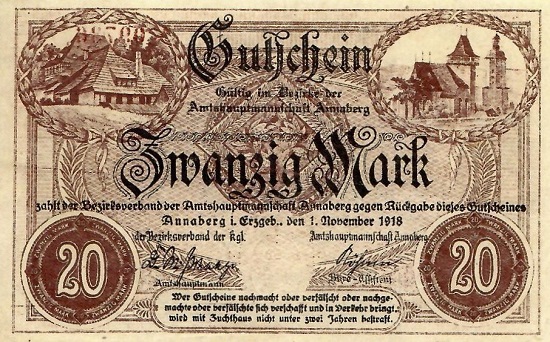 Gutschein
Gültig im Bezirke der
Amtshauptmannschaft Annaberg
Zwanzig Mark
zahlt der Bezirksverband der Amtshauptmannschaft Annaberg gegen Rückgabe dieses Gutscheines
Annaberg i. Erzgeb., den 1. November 1918
der Bezirksverband der Kgl. Amtshauptmannschaft Annaberg.
Amtshauptmann
20
20
Wer Gutscheine nachmacht oder verfälscht oder nachge-
machte oder verfälschte sich verschafft und in Verkehr bringt,
wird mit Zuchthaus nicht unter zwei Jahren bestraft.